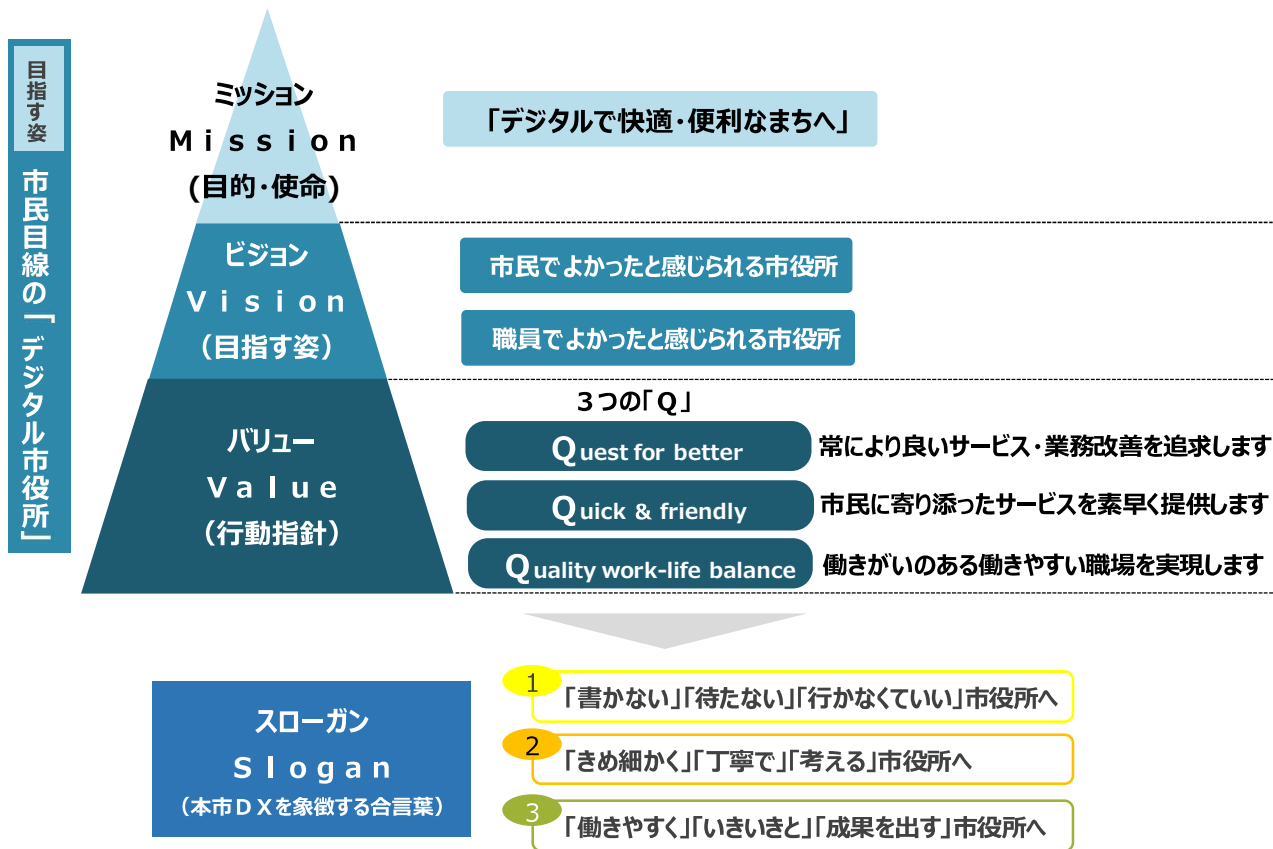 目指す姿
市民目線の「デジタル市役所」
ミッション
Ｍｉｓｓｉｏｎ
(目的・使命)
「デジタルで快適・便利なまちへ」
ビジョン
Ｖｉｓｉｏｎ
（目指す姿）
市民でよかったと感じられる市役所
職員でよかったと感じられる市役所
バリュー
Ｖａｌｕｅ
（行動指針）
３つの「Ｑ」
Quest for better
常により良いサービス・業務改善を追求します
Quick & friendly
市民に寄り添ったサービスを素早く提供します
Quality work-life balance
働きがいのある働きやすい職場を実現します
スローガン
Ｓｌｏｇａｎ
（本市ＤＸを象徴する合言葉）
1
「書かない」「待たない」「行かなくていい」市役所へ
2
「きめ細かく」「丁寧で」「考える」市役所へ
3
「働きやすく」「いきいきと」「成果を出す」市役所へ